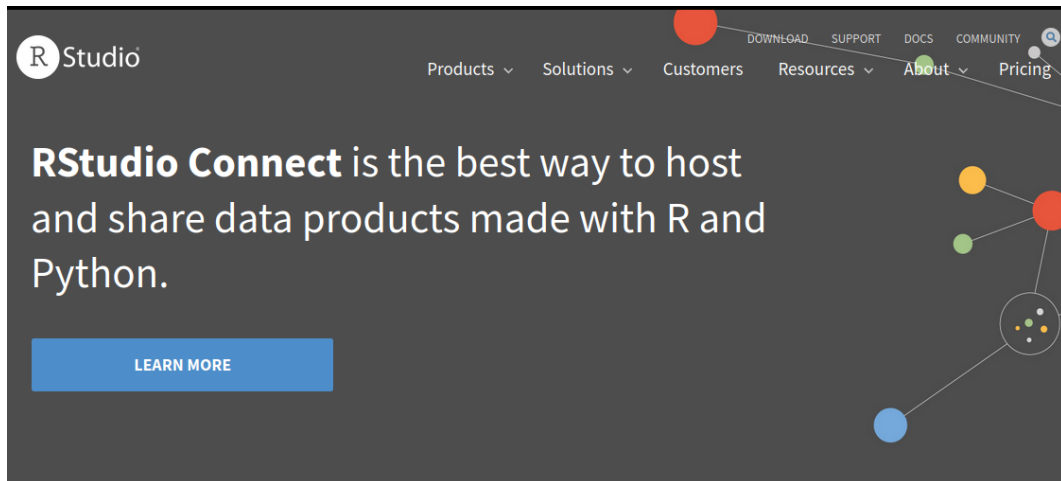 R Studio
DOWNLOAD SUPPORT DOCS COMMUNITY
Products Solutions Customers Resources About Pricing
RStudio Connect is the best way to host
and share data products made with R and
Python.
LEARN MORE